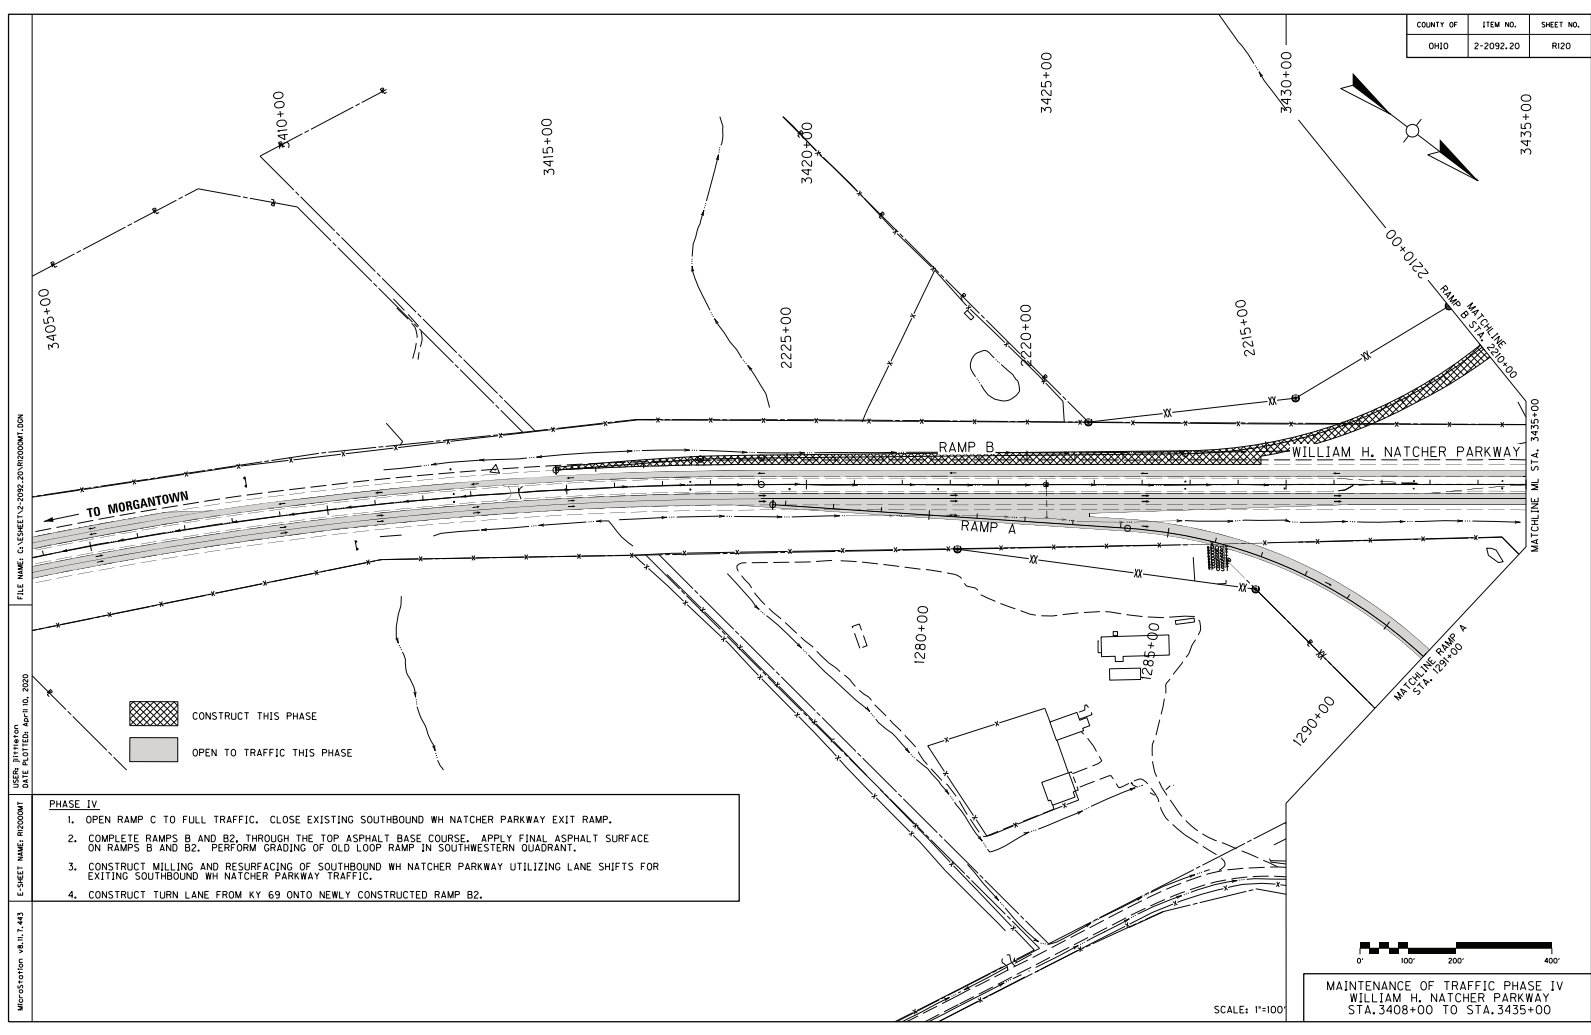 COUNTY OF
ITEM NO.
SHEET NO.
OHIO
2-2092.20
R120
3410+00
3415+00
3420+00
3425+00
3430+00
3435+00
3405+00
2225+00
2220+00
2215+00
2210+00
MATCHLINE
RAMP B STA. 2210+00
RAMP B
WILLIAM H. NATCHER PARKWAY
MATCHLINE ML STA. 3435+00
TO MORGANTOWN
RAMP A
1280+00
1285+00
1290+00
MATCHLINE RAMP A
STA. 1291+00
CONSTRUCT THIS PHASE
OPEN TO TRAFFIC THIS PHASE
PHASE IV
1. OPEN RAMP C TO FULL TRAFFIC. CLOSE EXISTING SOUTHBOUND WH NATCHER PARKWAY EXIT RAMP.
2. COMPLETE RAMPS B AND B2, THROUGH THE TOP ASPHALT BASE COURSE. APPLY FINAL ASPHALT SURFACE
ON RAMPS B AND B2. PERFORM GRADING OF OLD LOOP RAMP IN SOUTHWESTERN QUADRANT.
3. CONSTRUCT MILLING AND RESURFACING OF SOUTHBOUND WH NATCHER PARKWAY UTILIZING LANE SHIFTS FOR
EXITING SOUTHBOUND WH NATCHER PARKWAY TRAFFIC.
4. CONSTRUCT TURN LANE FROM KY 69 ONTO NEWLY CONSTRUCTED RAMP B2.
FILE NAME: C:\ESHEET\2-2092.20\R12000MT.DGN
USER: jlittleton
DATE PLOTTED: April 10, 2020
E-SHEET NAME: R12000MT
MicroStation v8.11.7.443
0'
100'
200'
400'
SCALE: 1"=100'
MAINTENANCE OF TRAFFIC PHASE IV
WILLIAM H. NATCHER PARKWAY
STA.3408+00 TO STA.3435+00